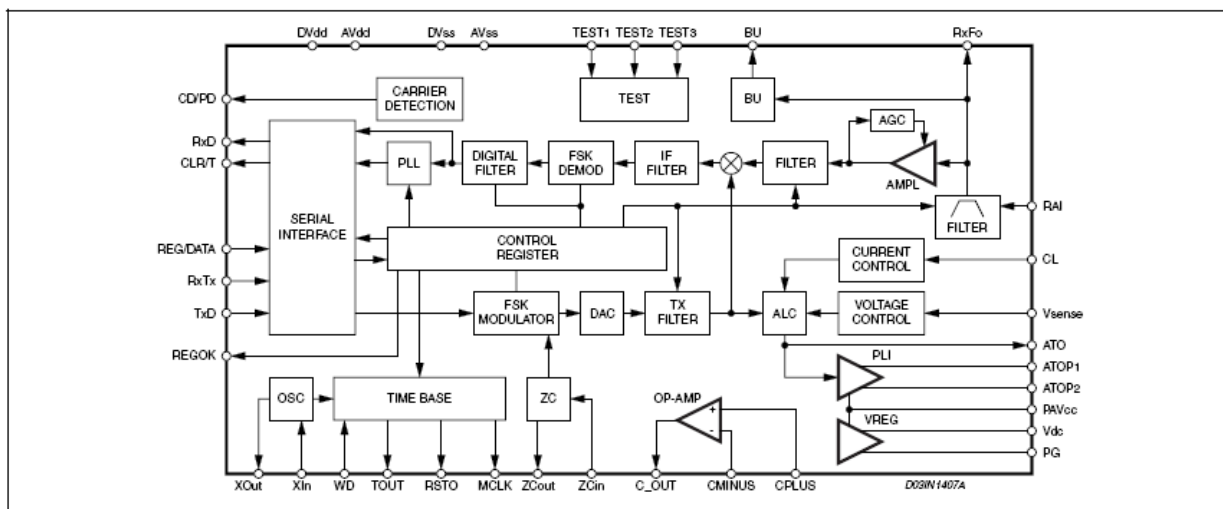 DVdd AVdd DVss AVss TEST1 TEST2 TEST3 BU RxFo
CD/PD
CARRIER
DETECTION
TEST
BU
AGC
RxD
CLR/T
PLL
DIGITAL
FILTER
FSK
DEMOD
IF
FILTER
FILTER
AMPL
FILTER
RAI
SERIAL
INTERFACE
CONTROL
REGISTER
REG/DATA
RxTx
TxD
REGOK
CURRENT
CONTROL
CL
FSK
MODULATOR
DAC
TX
FILTER
ALC
VOLTAGE
CONTROL
Vsense
ATO
PLI
ATOP1
ATOP2
OSC
TIME BASE
ZC
OP-AMP
+
-
VREG
PAVcc
Vdc
PG
XOut XIn WD TOUT RSTO MCLK ZCout ZCin C_OUT CMINUS CPLUS
D03IN1407A